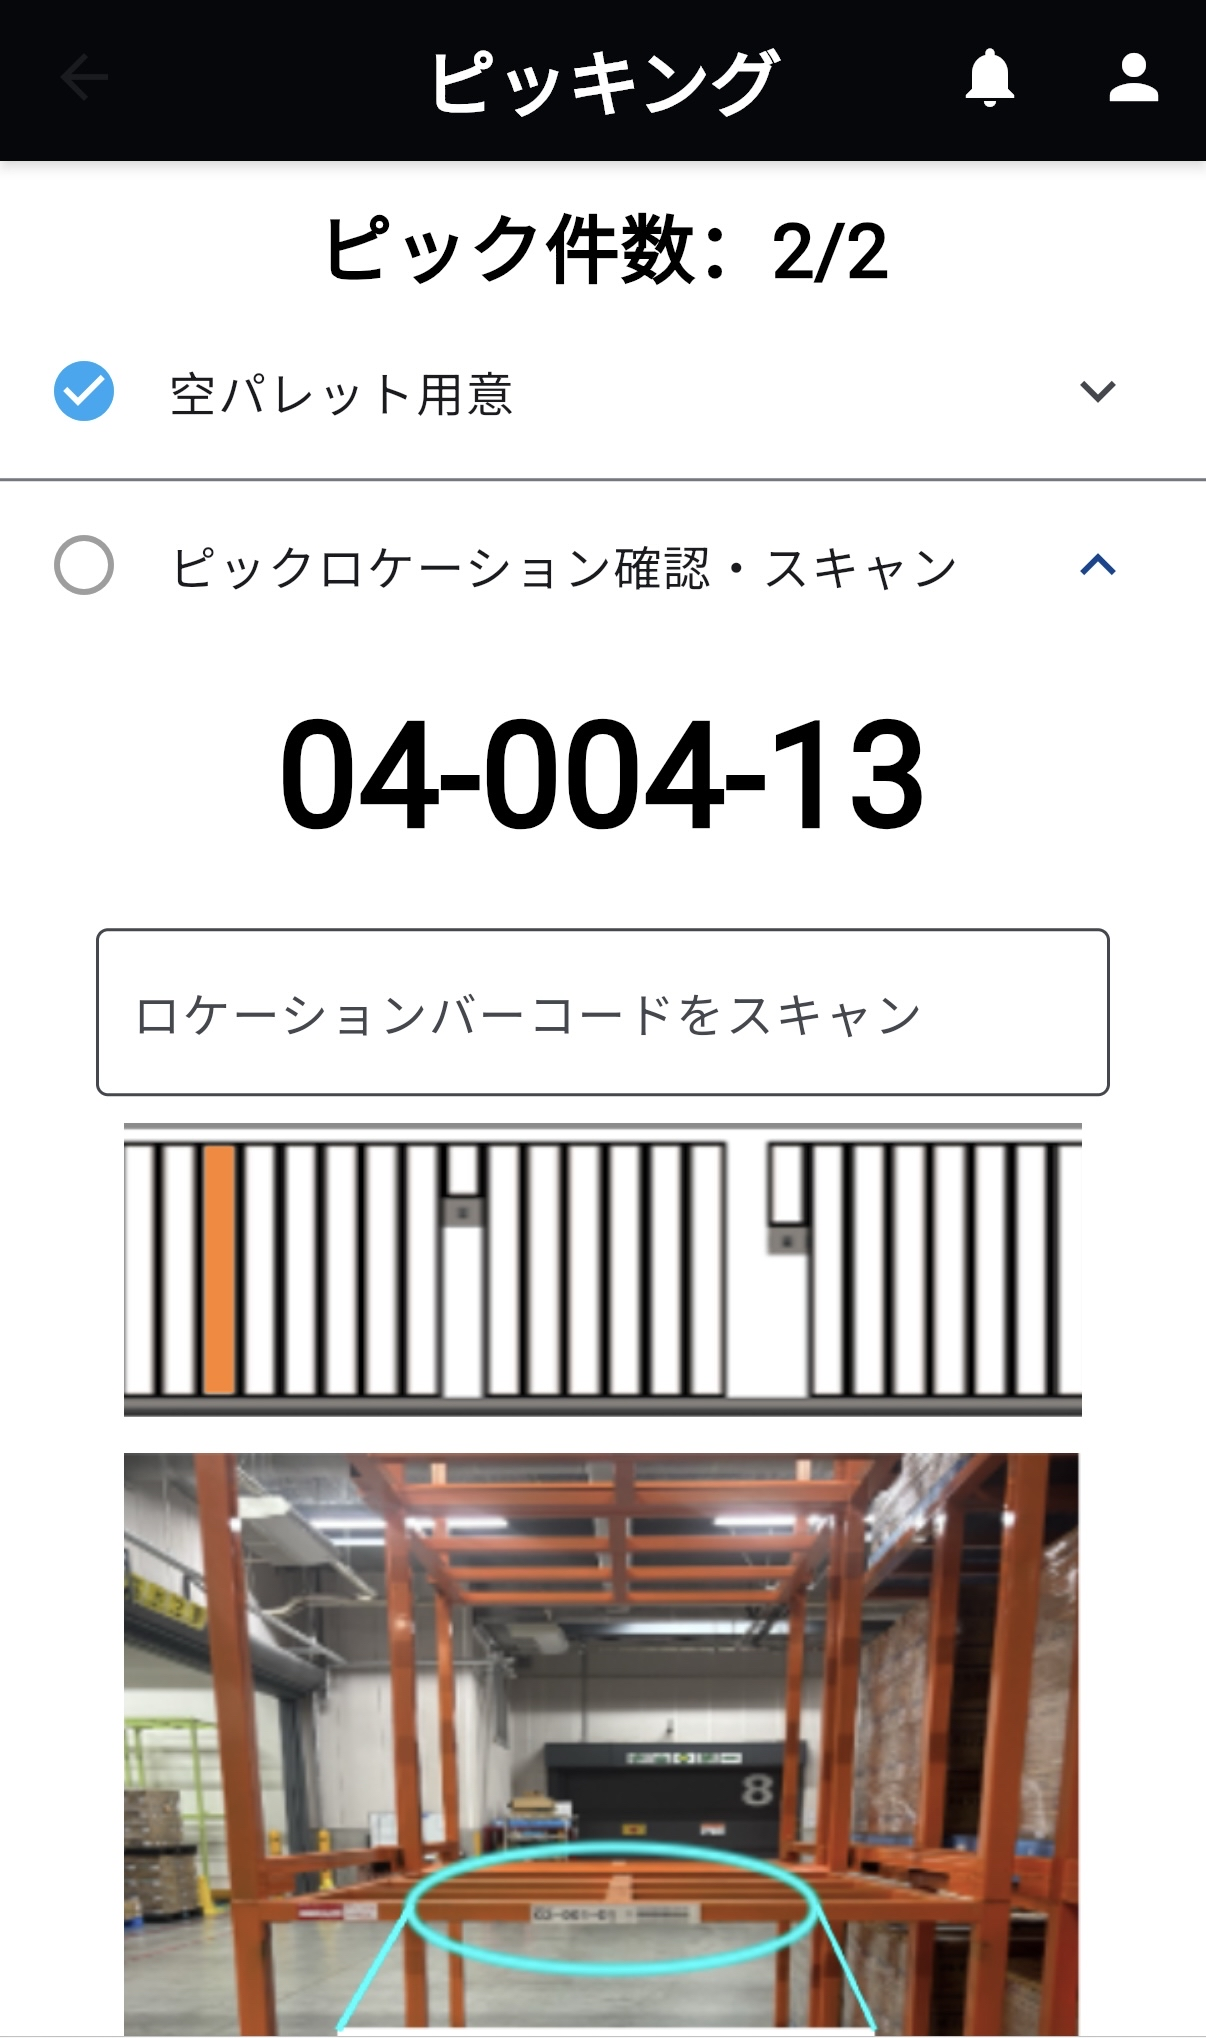 ピッキング
ピック件数：2/2
空パレット用意
ピックロケーション確認・スキャン
04-004-13
ロケーションバーコードをスキャン
8